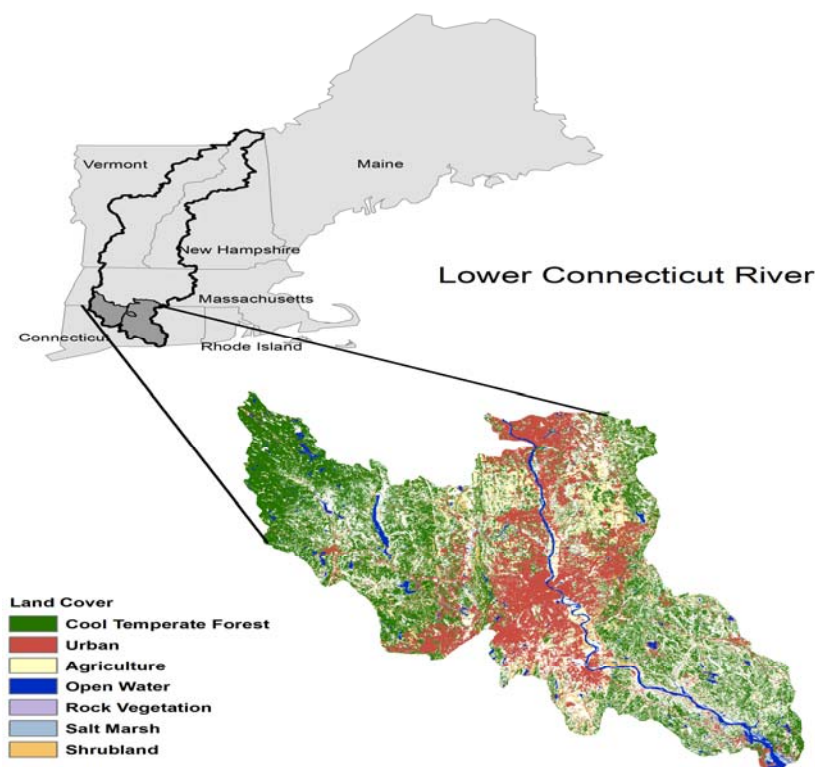 Vermont
Maine
New Hampshire
Lower Connecticut River
Massachusetts
Connecticut
Rhode Island
Land Cover
Cool Temperate Forest
Urban
Agriculture
Open Water
Rock Vegetation
Salt Marsh
Shrubland